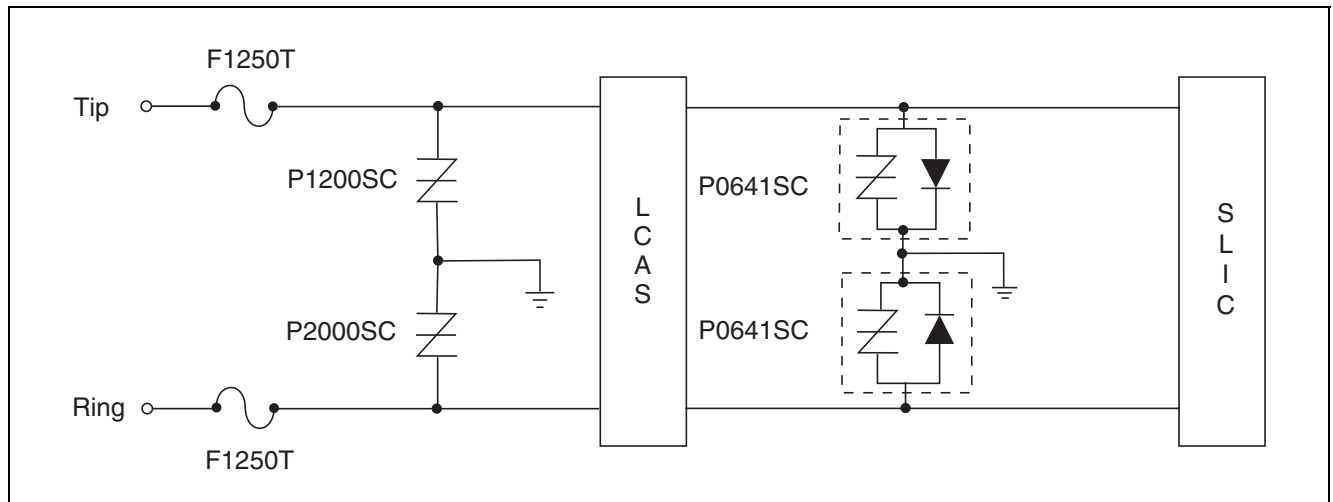 F1250T
Tip
P1200SC
P0641SC
L
C
A
S
S
L
I
C
P2000SC
P0641SC
Ring
F1250T